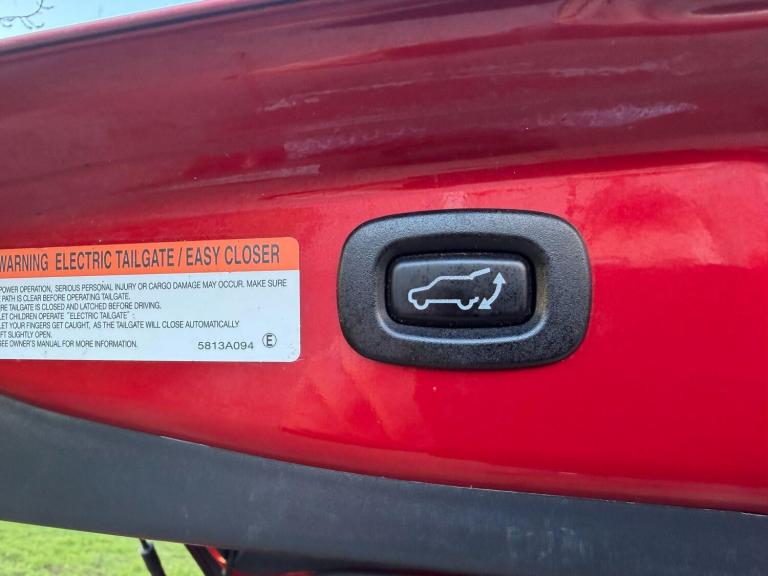 WARNING ELECTRIC TAILGATE / EASY CLOSER
POWER OPERATION, SERIOUS PERSONAL INJURY OR CARGO DAMAGE MAY OCCUR. MAKE SURE
PATH IS CLEAR BEFORE OPERATING TAILGATE.
RE TAILGATE IS CLOSED AND LATCHED BEFORE DRIVING.
LET CHILDREN OPERATE "ELECTRIC TAILGATE" :
LET YOUR FINGERS GET CAUGHT, AS THE TAILGATE WILL CLOSE AUTOMATICALLY
FT SLIGHTLY OPEN.
SEE OWNER'S MANUAL FOR MORE INFORMATION. 5813A094 E